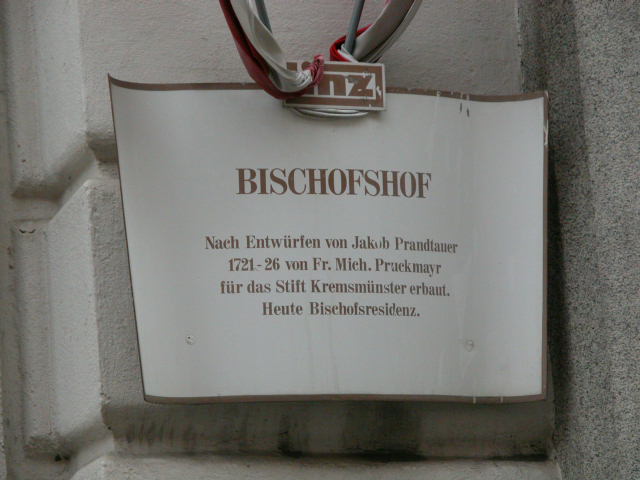 linz
BISCHOFSHOF
Nach Entwürfen von Jakob Prandtauer
1721-26 von Fr. Mich. Pruckmayr
für das Stift Kremsmünster erbaut.
Heute Bischofsresidenz.